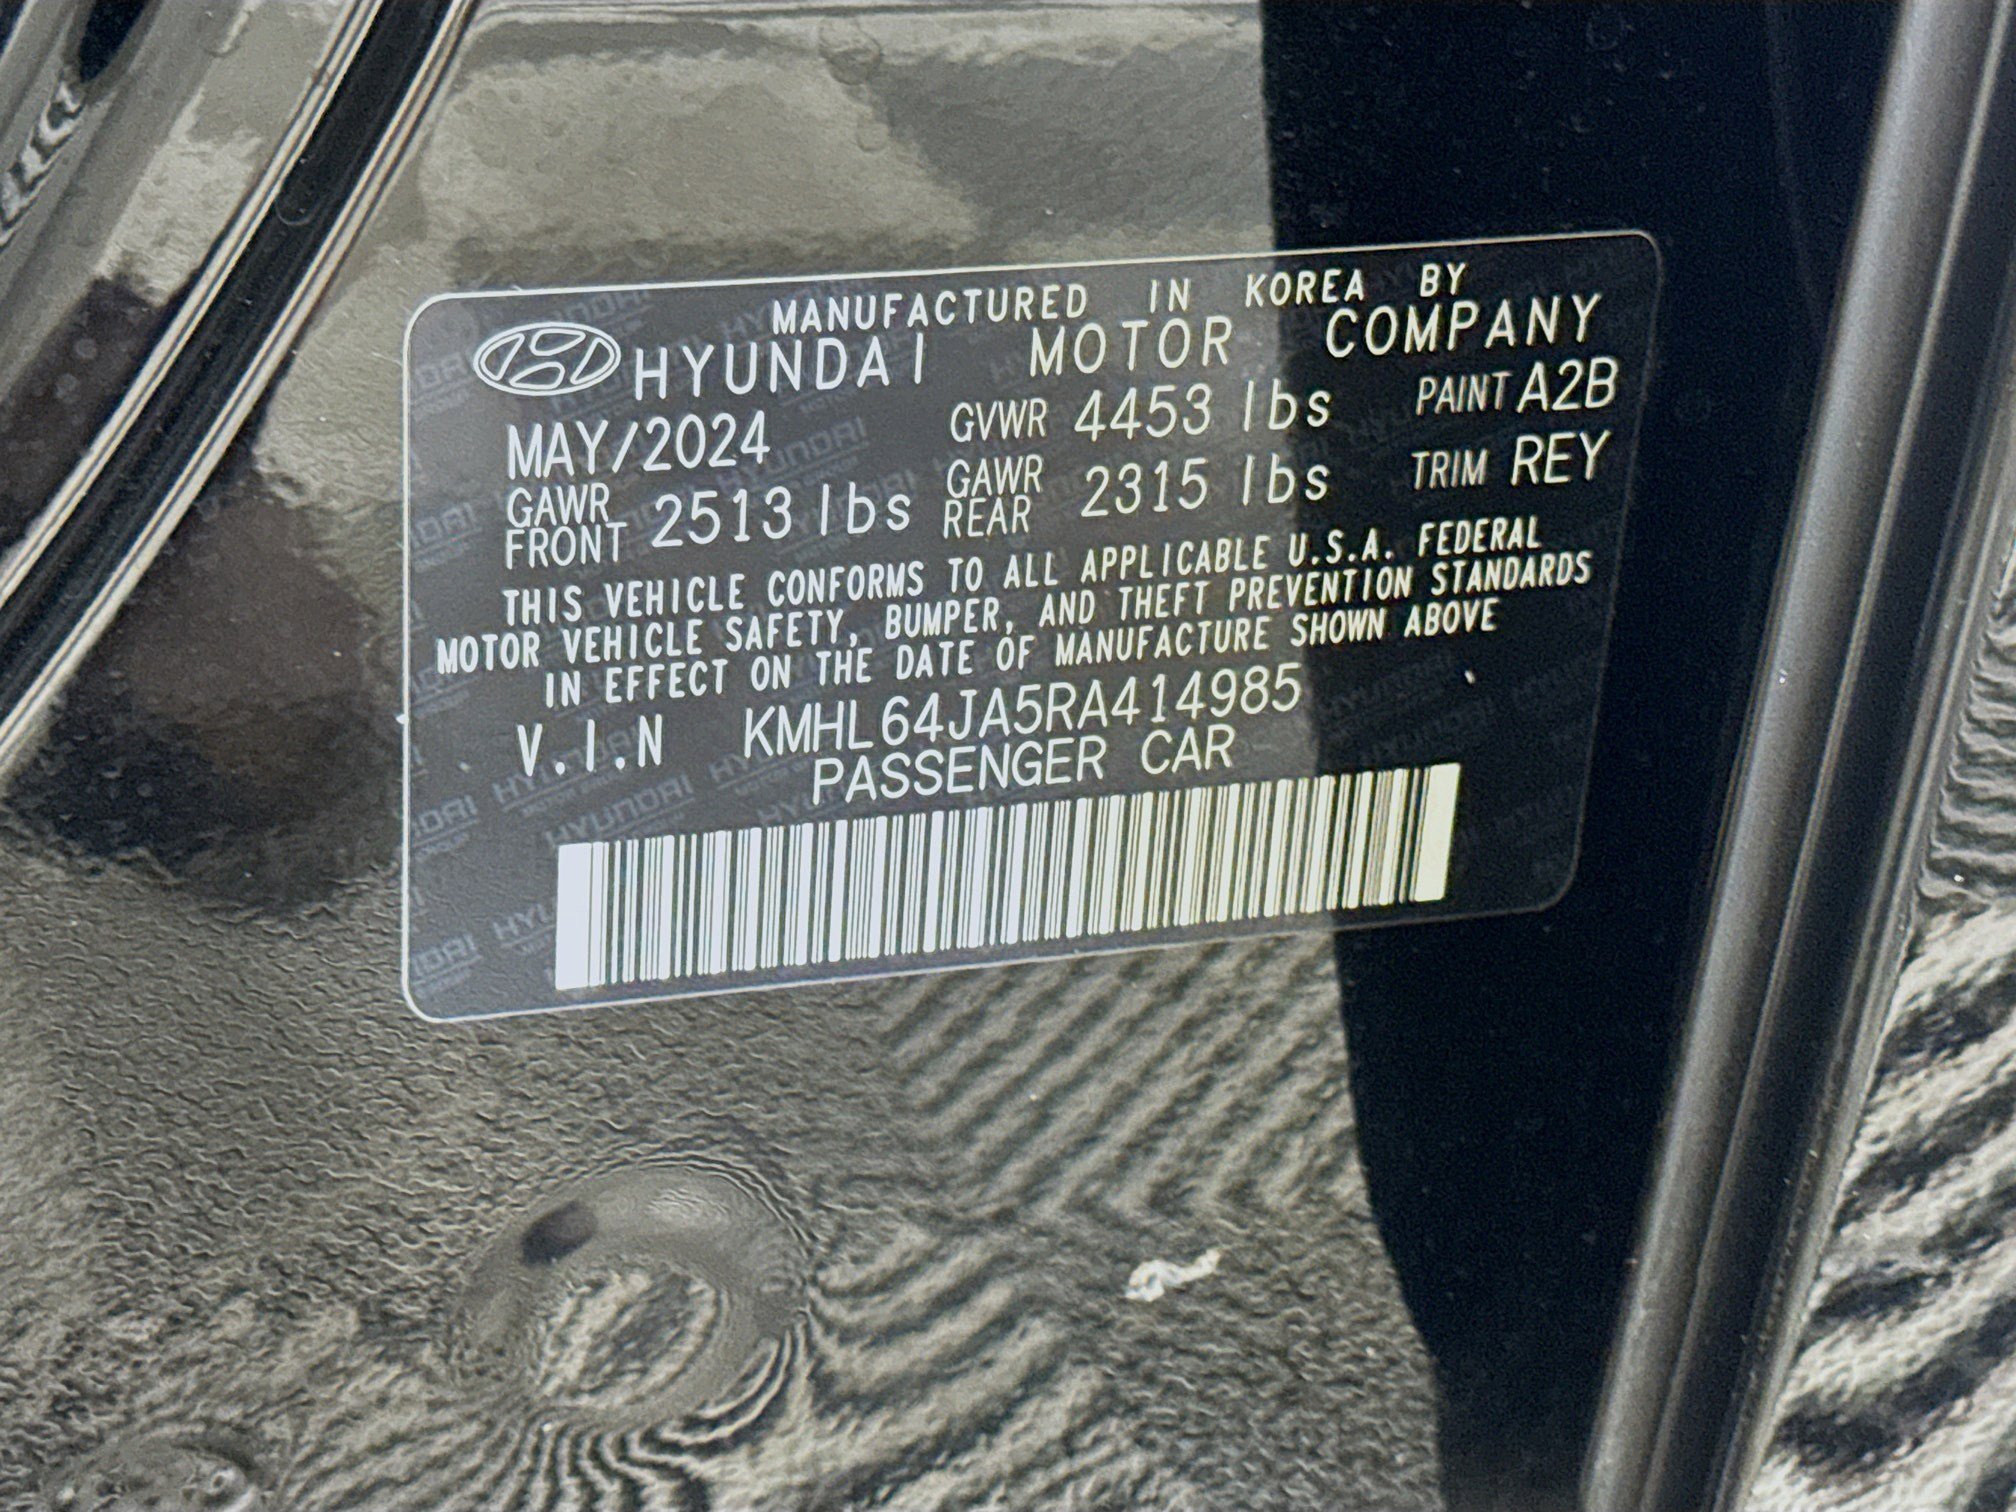 MANUFACTURED IN KOREA BY
HYUNDAI MOTOR COMPANY
MAY/2024 GVWR 4453 lbs PAINT A2B
GAWR FRONT 2513 lbs GAWR REAR 2315 lbs TRIM REY
THIS VEHICLE CONFORMS TO ALL APPLICABLE U.S.A. FEDERAL
MOTOR VEHICLE SAFETY, BUMPER, AND THEFT PREVENTION STANDARDS
IN EFFECT ON THE DATE OF MANUFACTURE SHOWN ABOVE
V.I.N KMHL64JA5RA414985
PASSENGER CAR